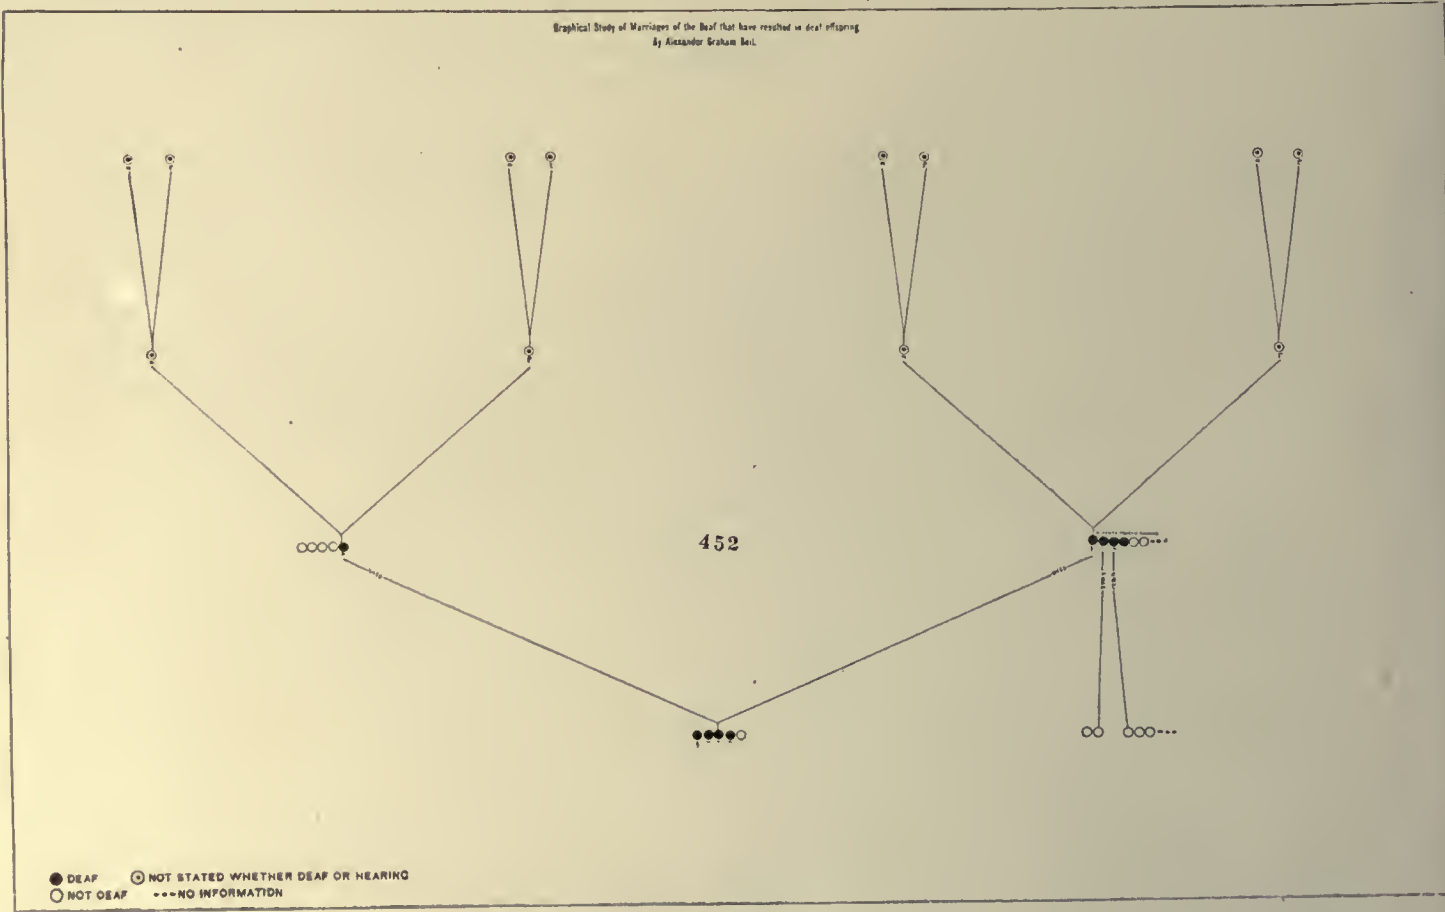 Graphical Study of Marriages of the Deaf that have resulted in deaf offspring
By Alexander Graham Bell.
452
DEAF
NOT STATED WHETHER DEAF OR HEARING
NOT DEAF
---NO INFORMATION